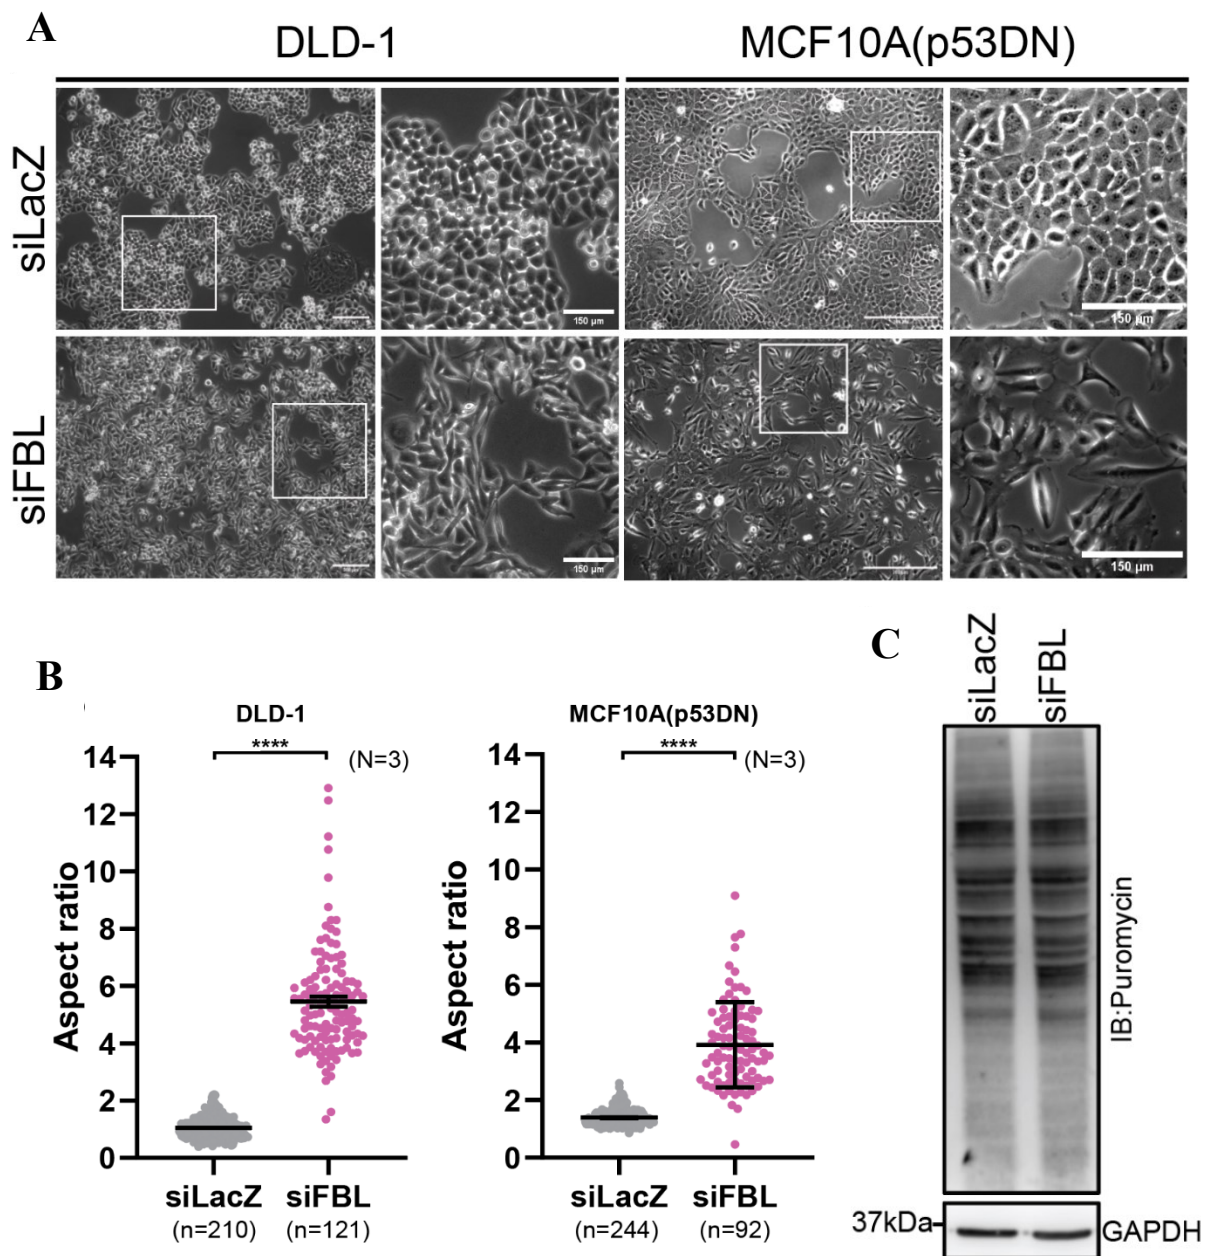 A
DLD-1
MCF10A(p53DN)
siLacZ
150 µm
150 µm
siFBL
150 µm
150 µm
B
DLD-1
****
(N=3)
Aspect ratio
14
12
10
8
6
4
2
0
siLacZ
siFBL
(n=210)
(n=121)
MCF10A(p53DN)
****
(N=3)
Aspect ratio
14
12
10
8
6
4
2
0
siLacZ
siFBL
(n=244)
(n=92)
C
siLacZ
siFBL
IB:Puromycin
37kDa
GAPDH